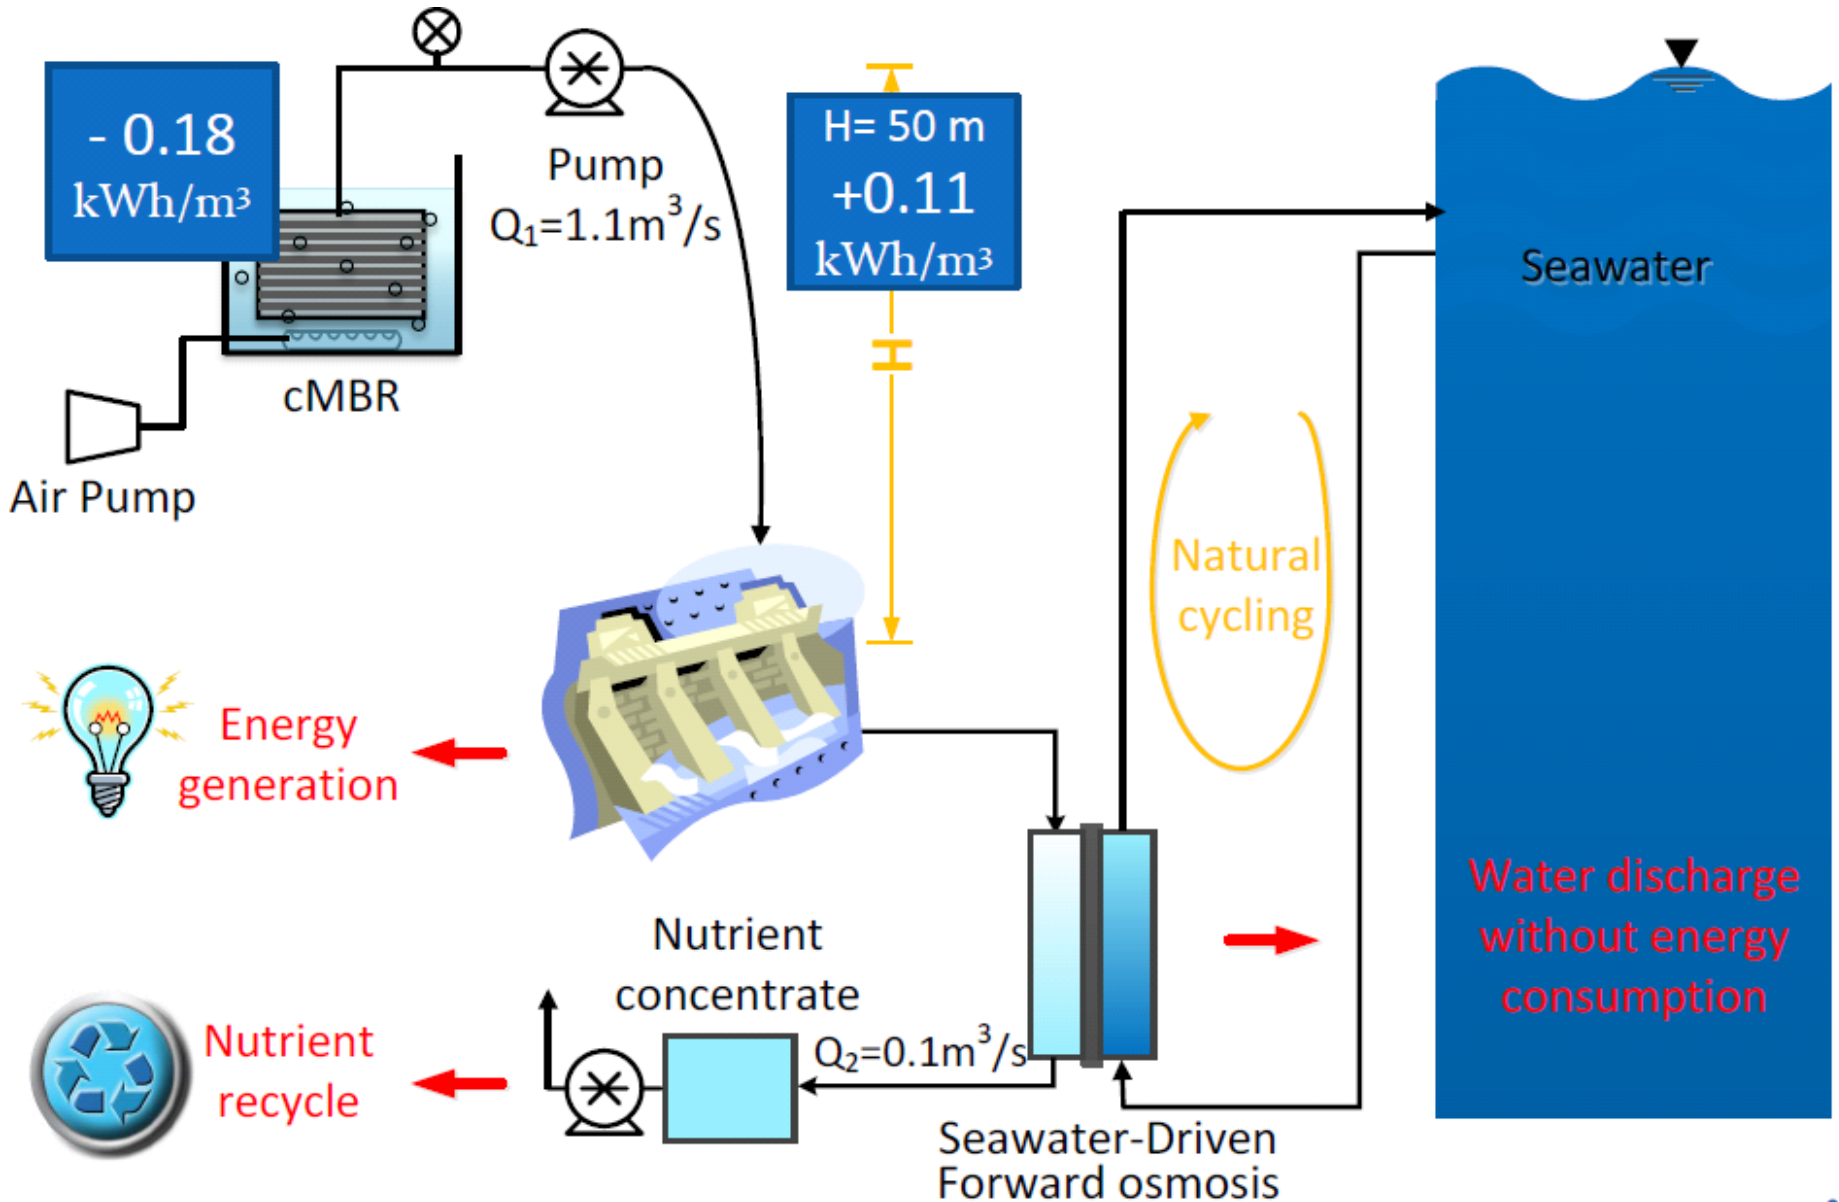 - 0.18
kWh/m³
Pump
Q₁=1.1m³/s
H= 50 m
+0.11
kWh/m³
H
cMBR
Air Pump
Seawater
Natural
cycling
Energy
generation
Water discharge
without energy
consumption
Nutrient
concentrate
Q₂=0.1m³/s
Nutrient
recycle
Seawater-Driven
Forward osmosis